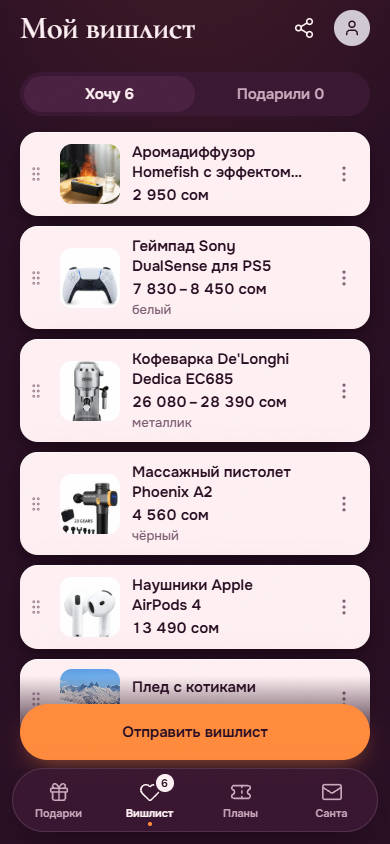 Мой вишлист
Хочу 6
Подарили 0
Аромадиффузор
Homefish с эффектом...
2 950 сом
Геймпад Sony
DualSense для PS5
7 830 – 8 450 сом
белый
Кофеварка De'Longhi
Dedica EC685
26 080 – 28 390 сом
металлик
Массажный пистолет
Phoenix A2
4 560 сом
чёрный
20 GEARS
Наушники Apple
AirPods 4
13 490 сом
Плед с котиками
Отправить вишлист
6
Подарки
Вишлист
Планы
Санта